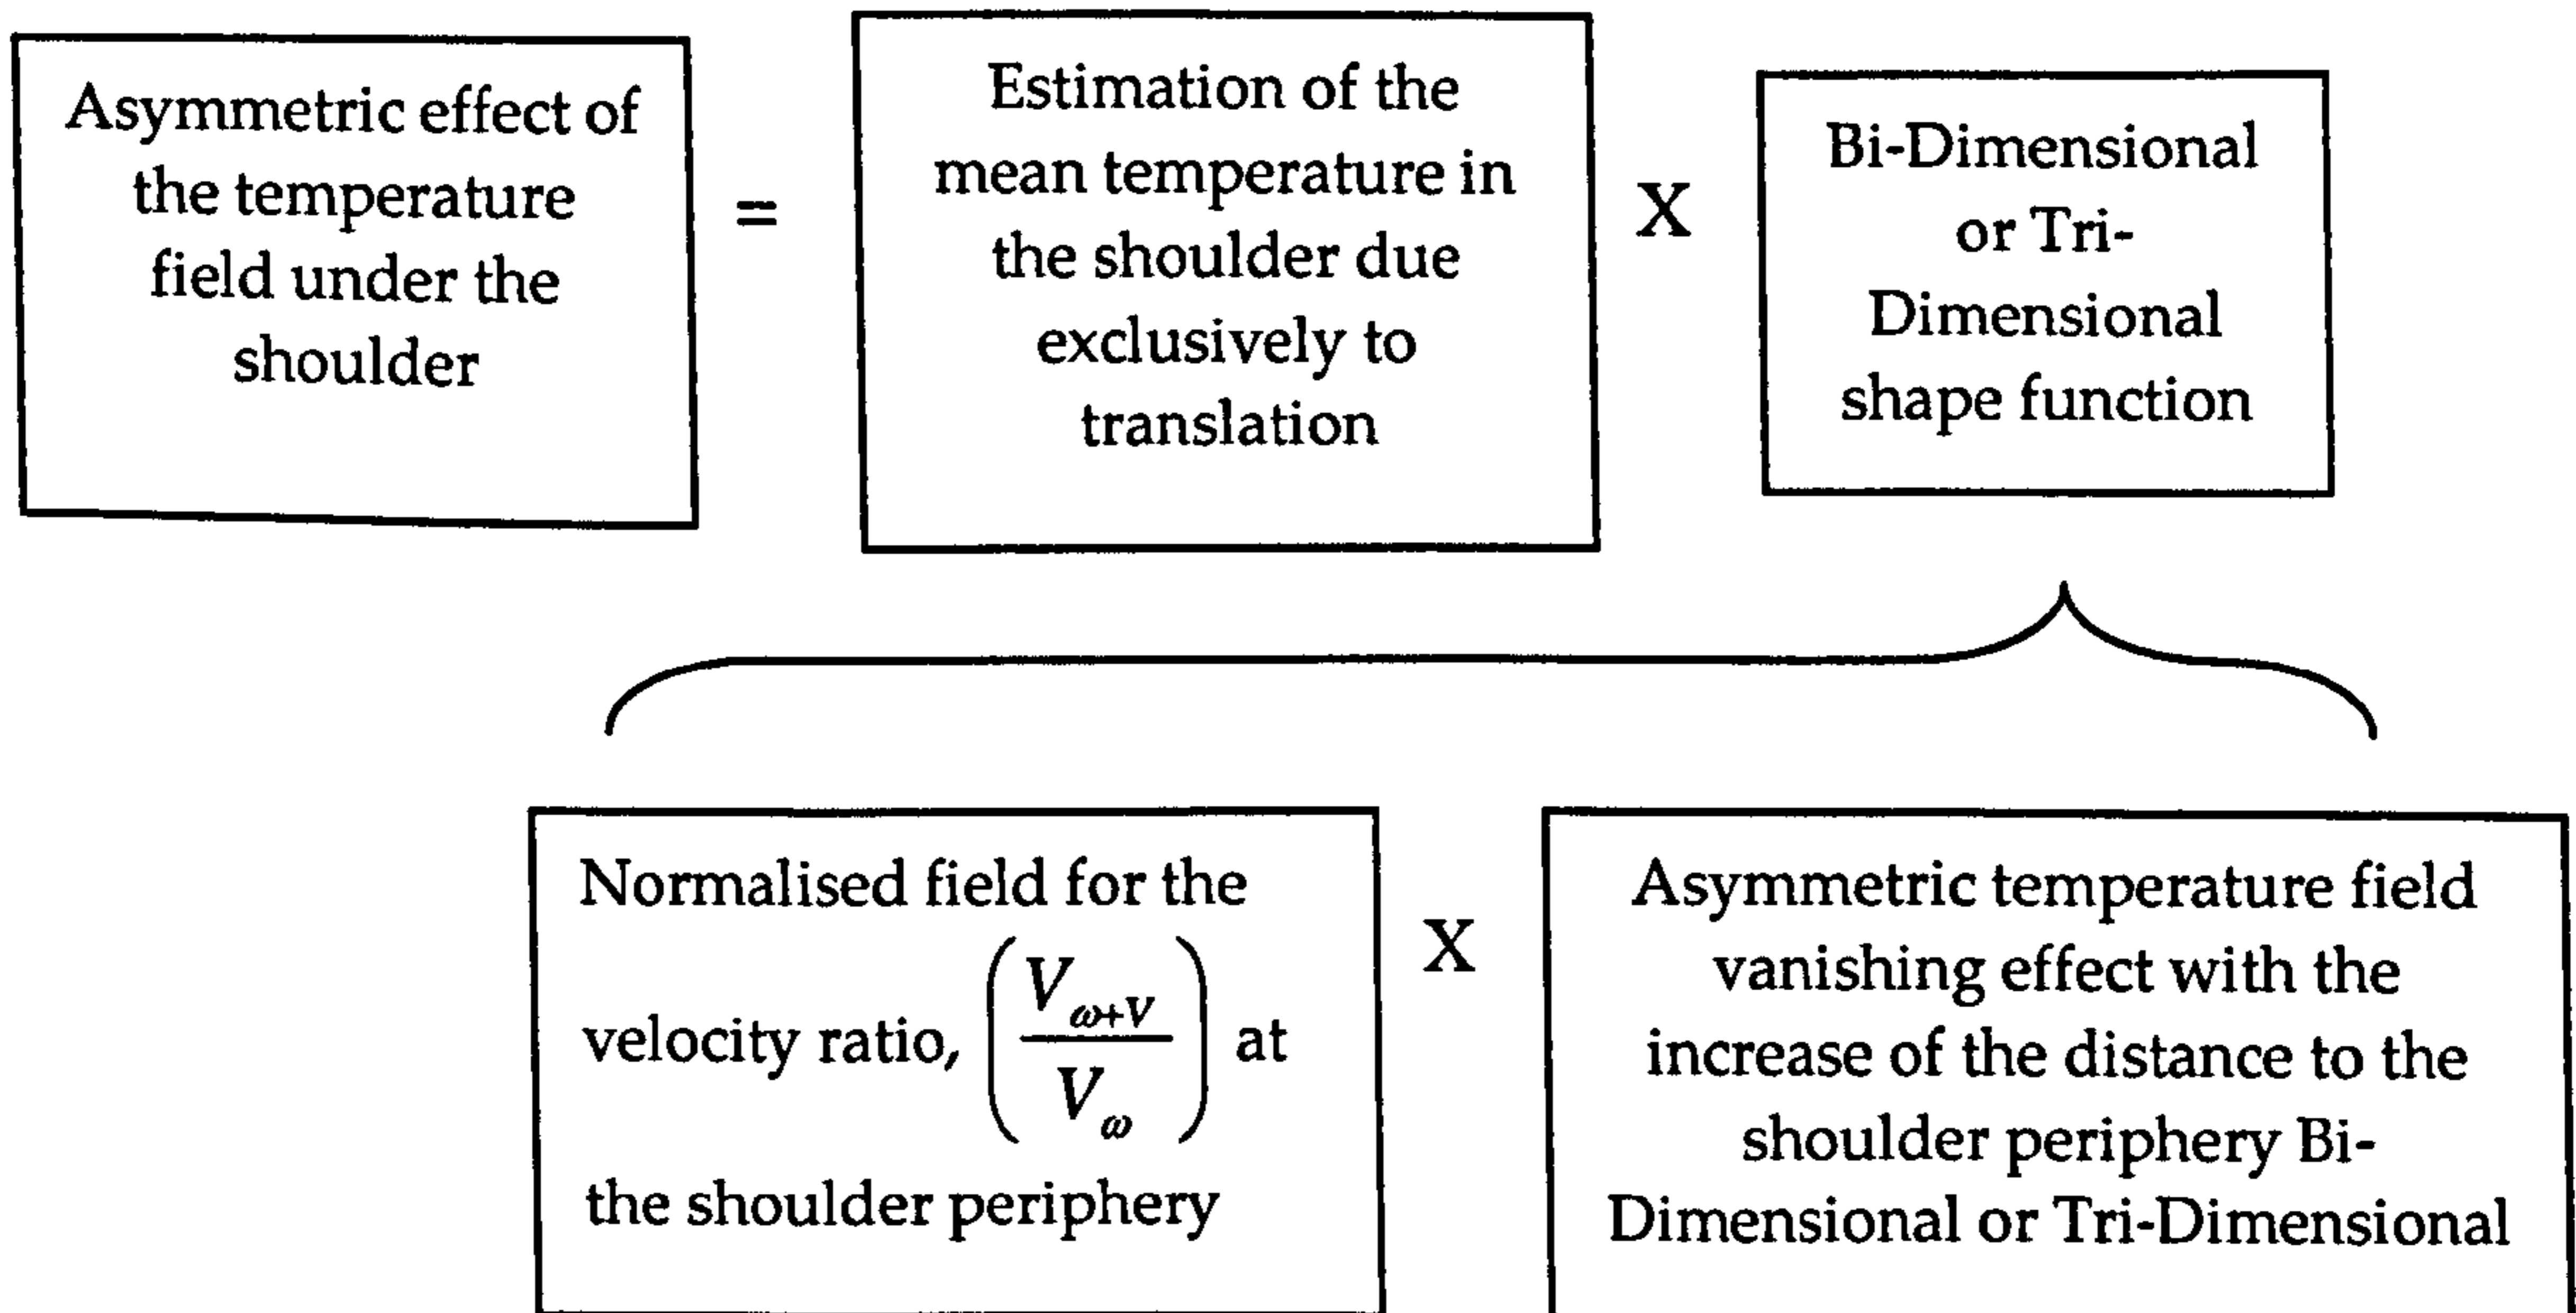 Asymmetric effect of
the temperature
field under the
shoulder
=
Estimation of the
mean temperature in
the shoulder due
exclusively to
translation
X
Bi-Dimensional
or Tri-
Dimensional
shape function
Normalised field for the
velocity ratio, (V_{ω+V} / V_ω) at
the shoulder periphery
X
Asymmetric temperature field
vanishing effect with the
increase of the distance to the
shoulder periphery Bi-
Dimensional or Tri-Dimensional